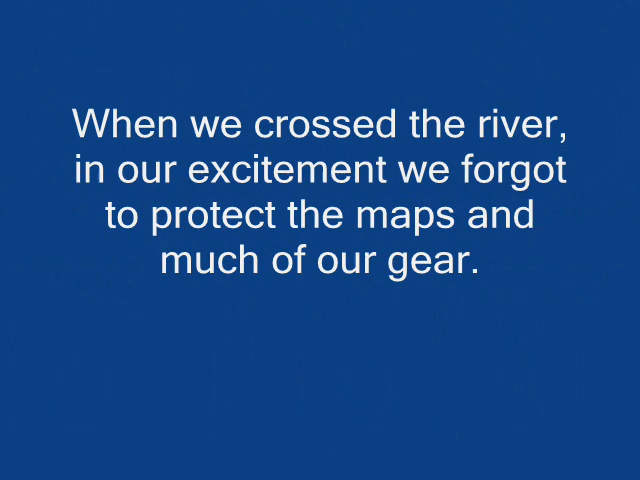 When we crossed the river,
in our excitement we forgot
to protect the maps and
much of our gear.